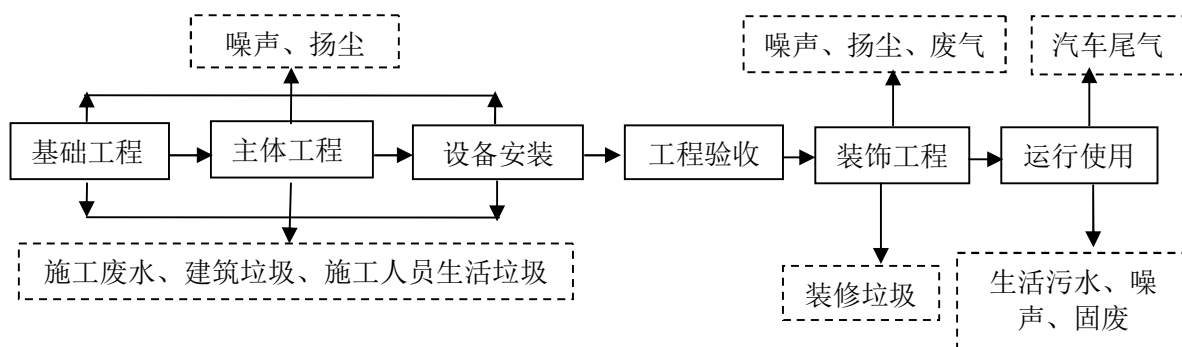 噪声、扬尘
噪声、扬尘、废气
汽车尾气
基础工程
主体工程
设备安装
工程验收
装饰工程
运行使用
施工废水、建筑垃圾、施工人员生活垃圾
装修垃圾
生活污水、噪
声、固废